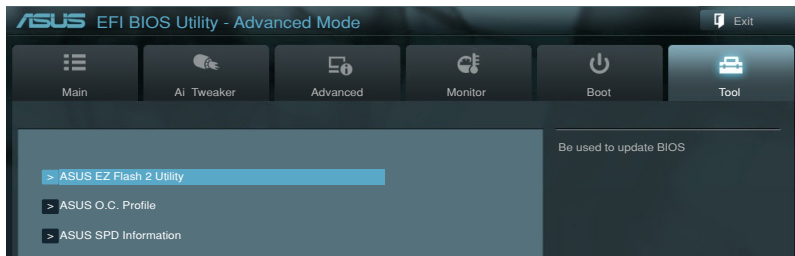 ASUS EFI BIOS Utility - Advanced Mode
Exit
Main
Ai Tweaker
Advanced
Monitor
Boot
Tool
Be used to update BIOS
> ASUS EZ Flash 2 Utility
> ASUS O.C. Profile
> ASUS SPD Information